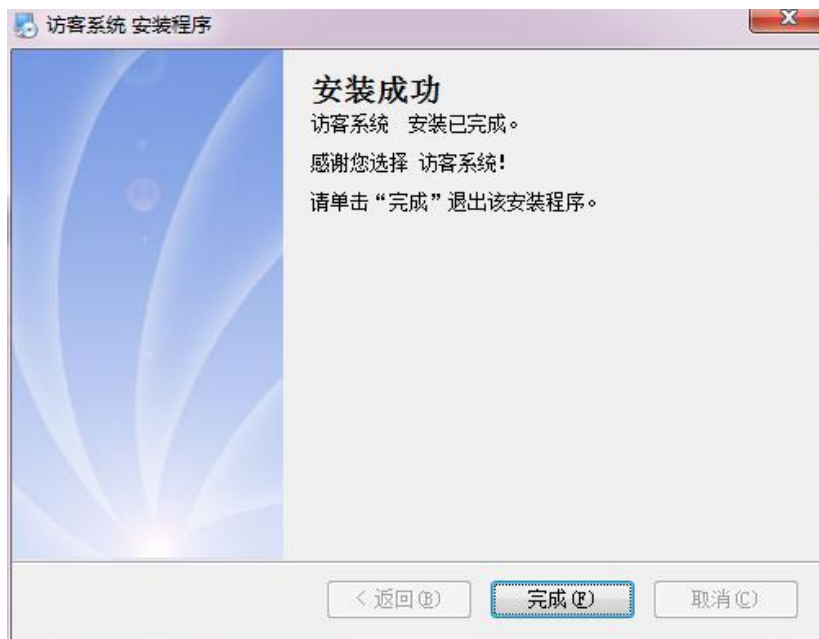 访客系统 安装程序
安装成功
访客系统 安装已完成。
感谢您选择 访客系统!
请单击“完成”退出该安装程序。
< 返回(B)
完成(F)
取消(C)